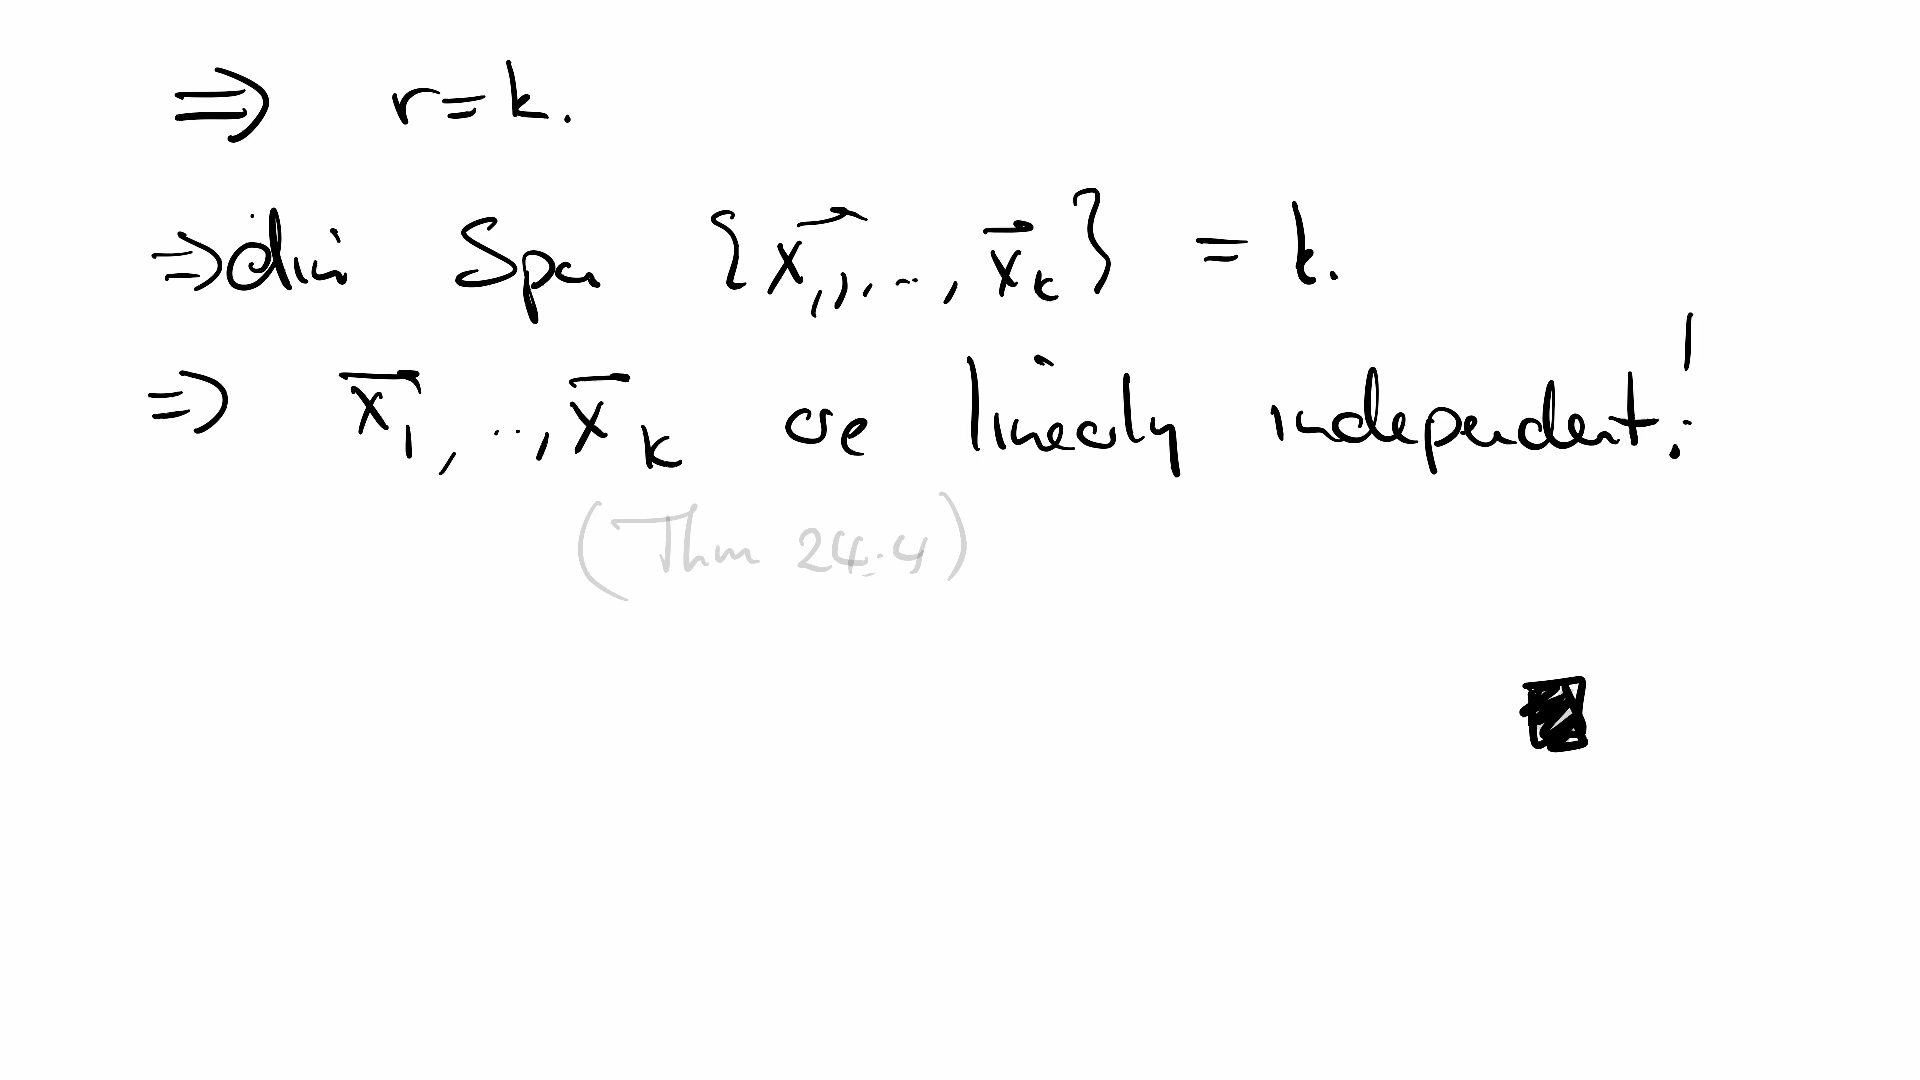 ⇒ r = k.
⇒ dim Span {x⃗₁, ..., x⃗ₖ} = k.
⇒ x⃗₁, .., x⃗ₖ are linearly independent!
(Thm 24.4)